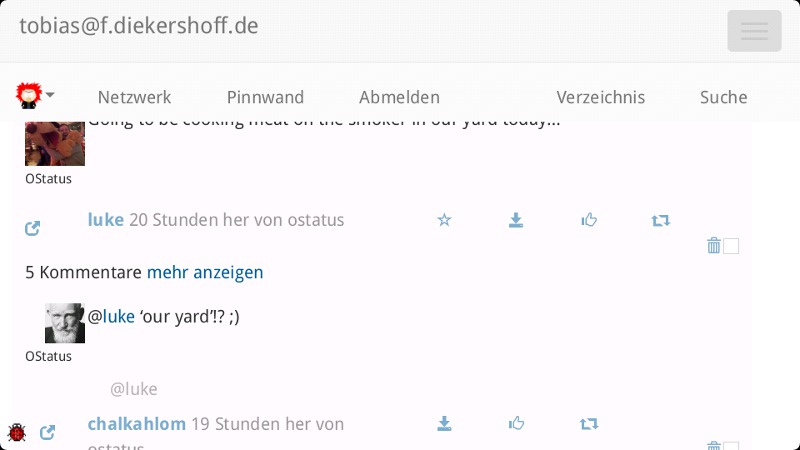 tobias@f.diekershoff.de
Netzwerk Pinnwand Abmelden Verzeichnis Suche
Going to be cooking meat on the smoker in our yard today...
OStatus
luke 20 Stunden her von ostatus
5 Kommentare mehr anzeigen
@luke ‘our yard’!? ;)
OStatus
@luke
chalkahlom 19 Stunden her von
ostatus